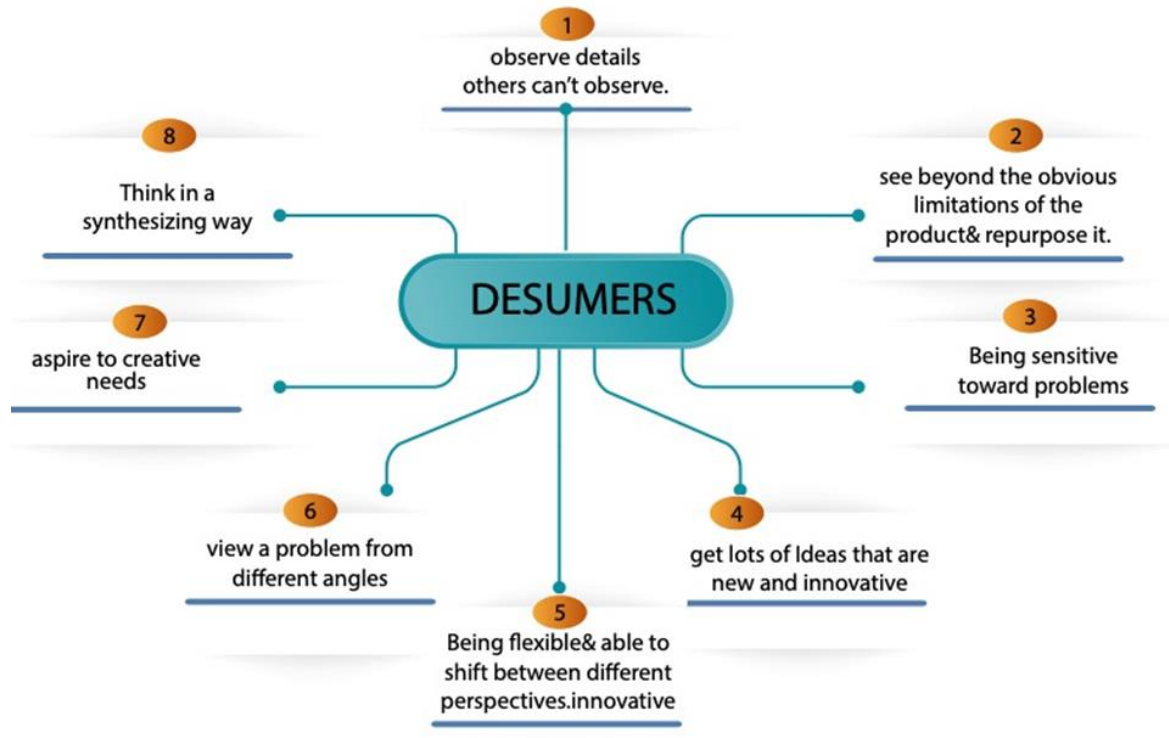 1
observe details
others can't observe.
2
see beyond the obvious
limitations of the
product& repurpose it.
3
Being sensitive
toward problems
4
get lots of Ideas that are
new and innovative
5
Being flexible& able to
shift between different
perspectives.innovative
6
view a problem from
different angles
7
aspire to creative
needs
8
Think in a
synthesizing way
DESUMERS